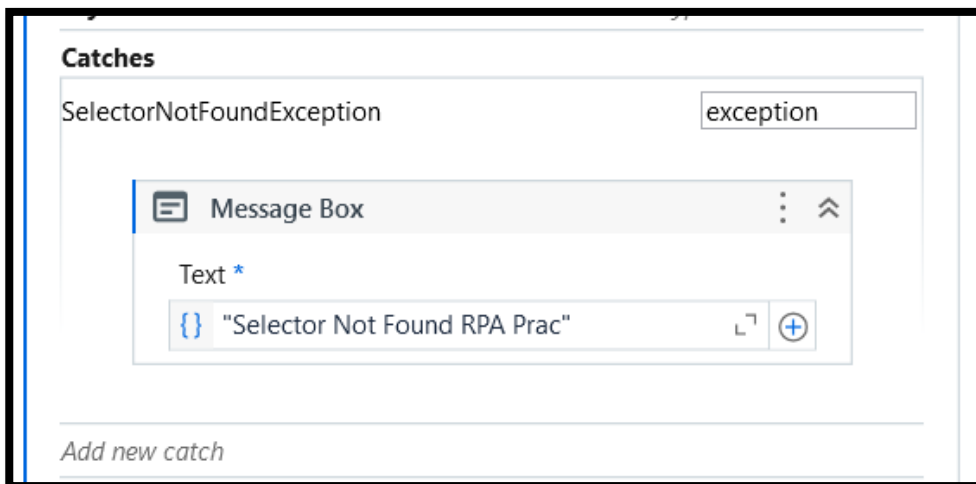 Catches
SelectorNotFoundException exception
Message Box
Text *
{} "Selector Not Found RPA Prac"
Add new catch